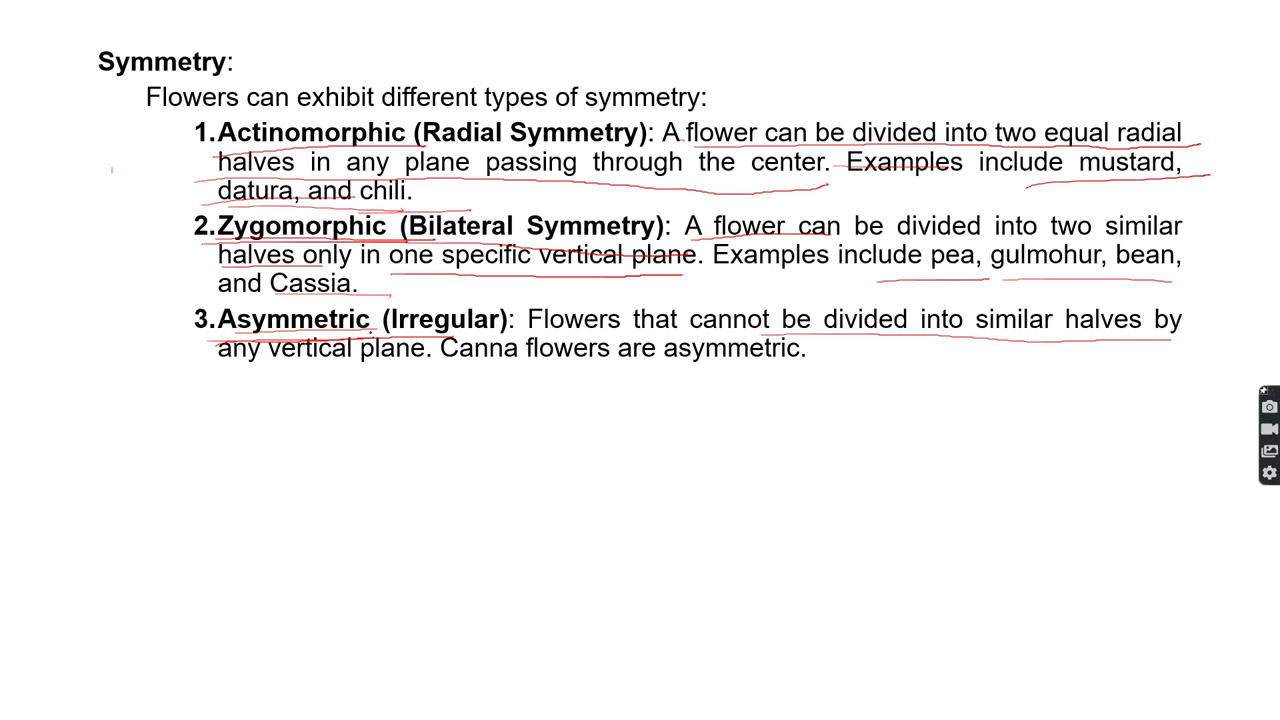 Symmetry:
Flowers can exhibit different types of symmetry:
1.Actinomorphic (Radial Symmetry): A flower can be divided into two equal radial
halves in any plane passing through the center. Examples include mustard,
datura, and chili.
2.Zygomorphic (Bilateral Symmetry): A flower can be divided into two similar
halves only in one specific vertical plane. Examples include pea, gulmohur, bean,
and Cassia.
3.Asymmetric (Irregular): Flowers that cannot be divided into similar halves by
any vertical plane. Canna flowers are asymmetric.